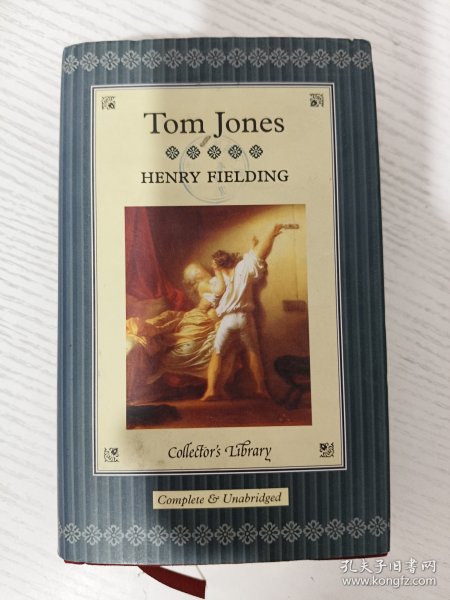 Tom Jones
HENRY FIELDING
Collector's Library
Complete & Unabridged
孔夫子旧书网
www.kongfz.com